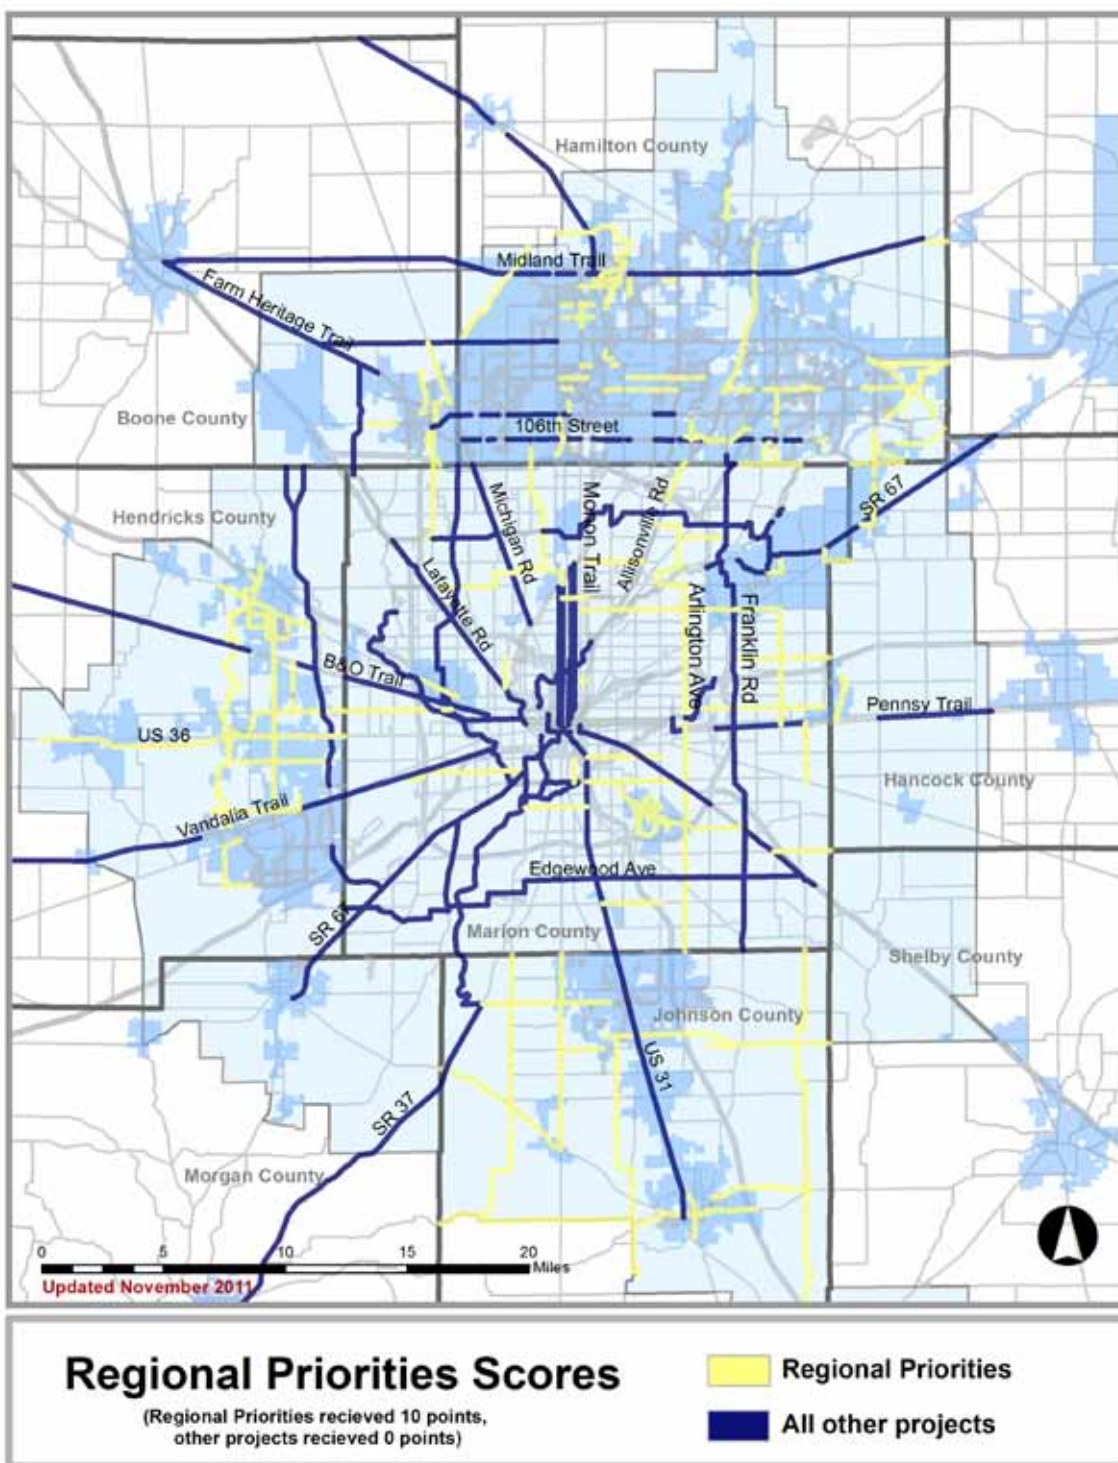 Hamilton County
Midland Trail
Farm Heritage Trail
Boone County
106th Street
Hendricks County
Michigan Rd
Monon Trail
Allisonville Rd
SR 67
Lafayette Rd
Arlington Ave
Franklin Rd
B&O Trail
Pennsy Trail
US 36
Hancock County
Vandalia Trail
Edgewood Ave
SR 67
Marion County
Shelby County
Johnson County
US 31
SR 37
Morgan County
0 5 10 15 20
Miles
Updated November 2011
Regional Priorities Scores
(Regional Priorities recieved 10 points,
other projects recieved 0 points)
Regional Priorities
All other projects